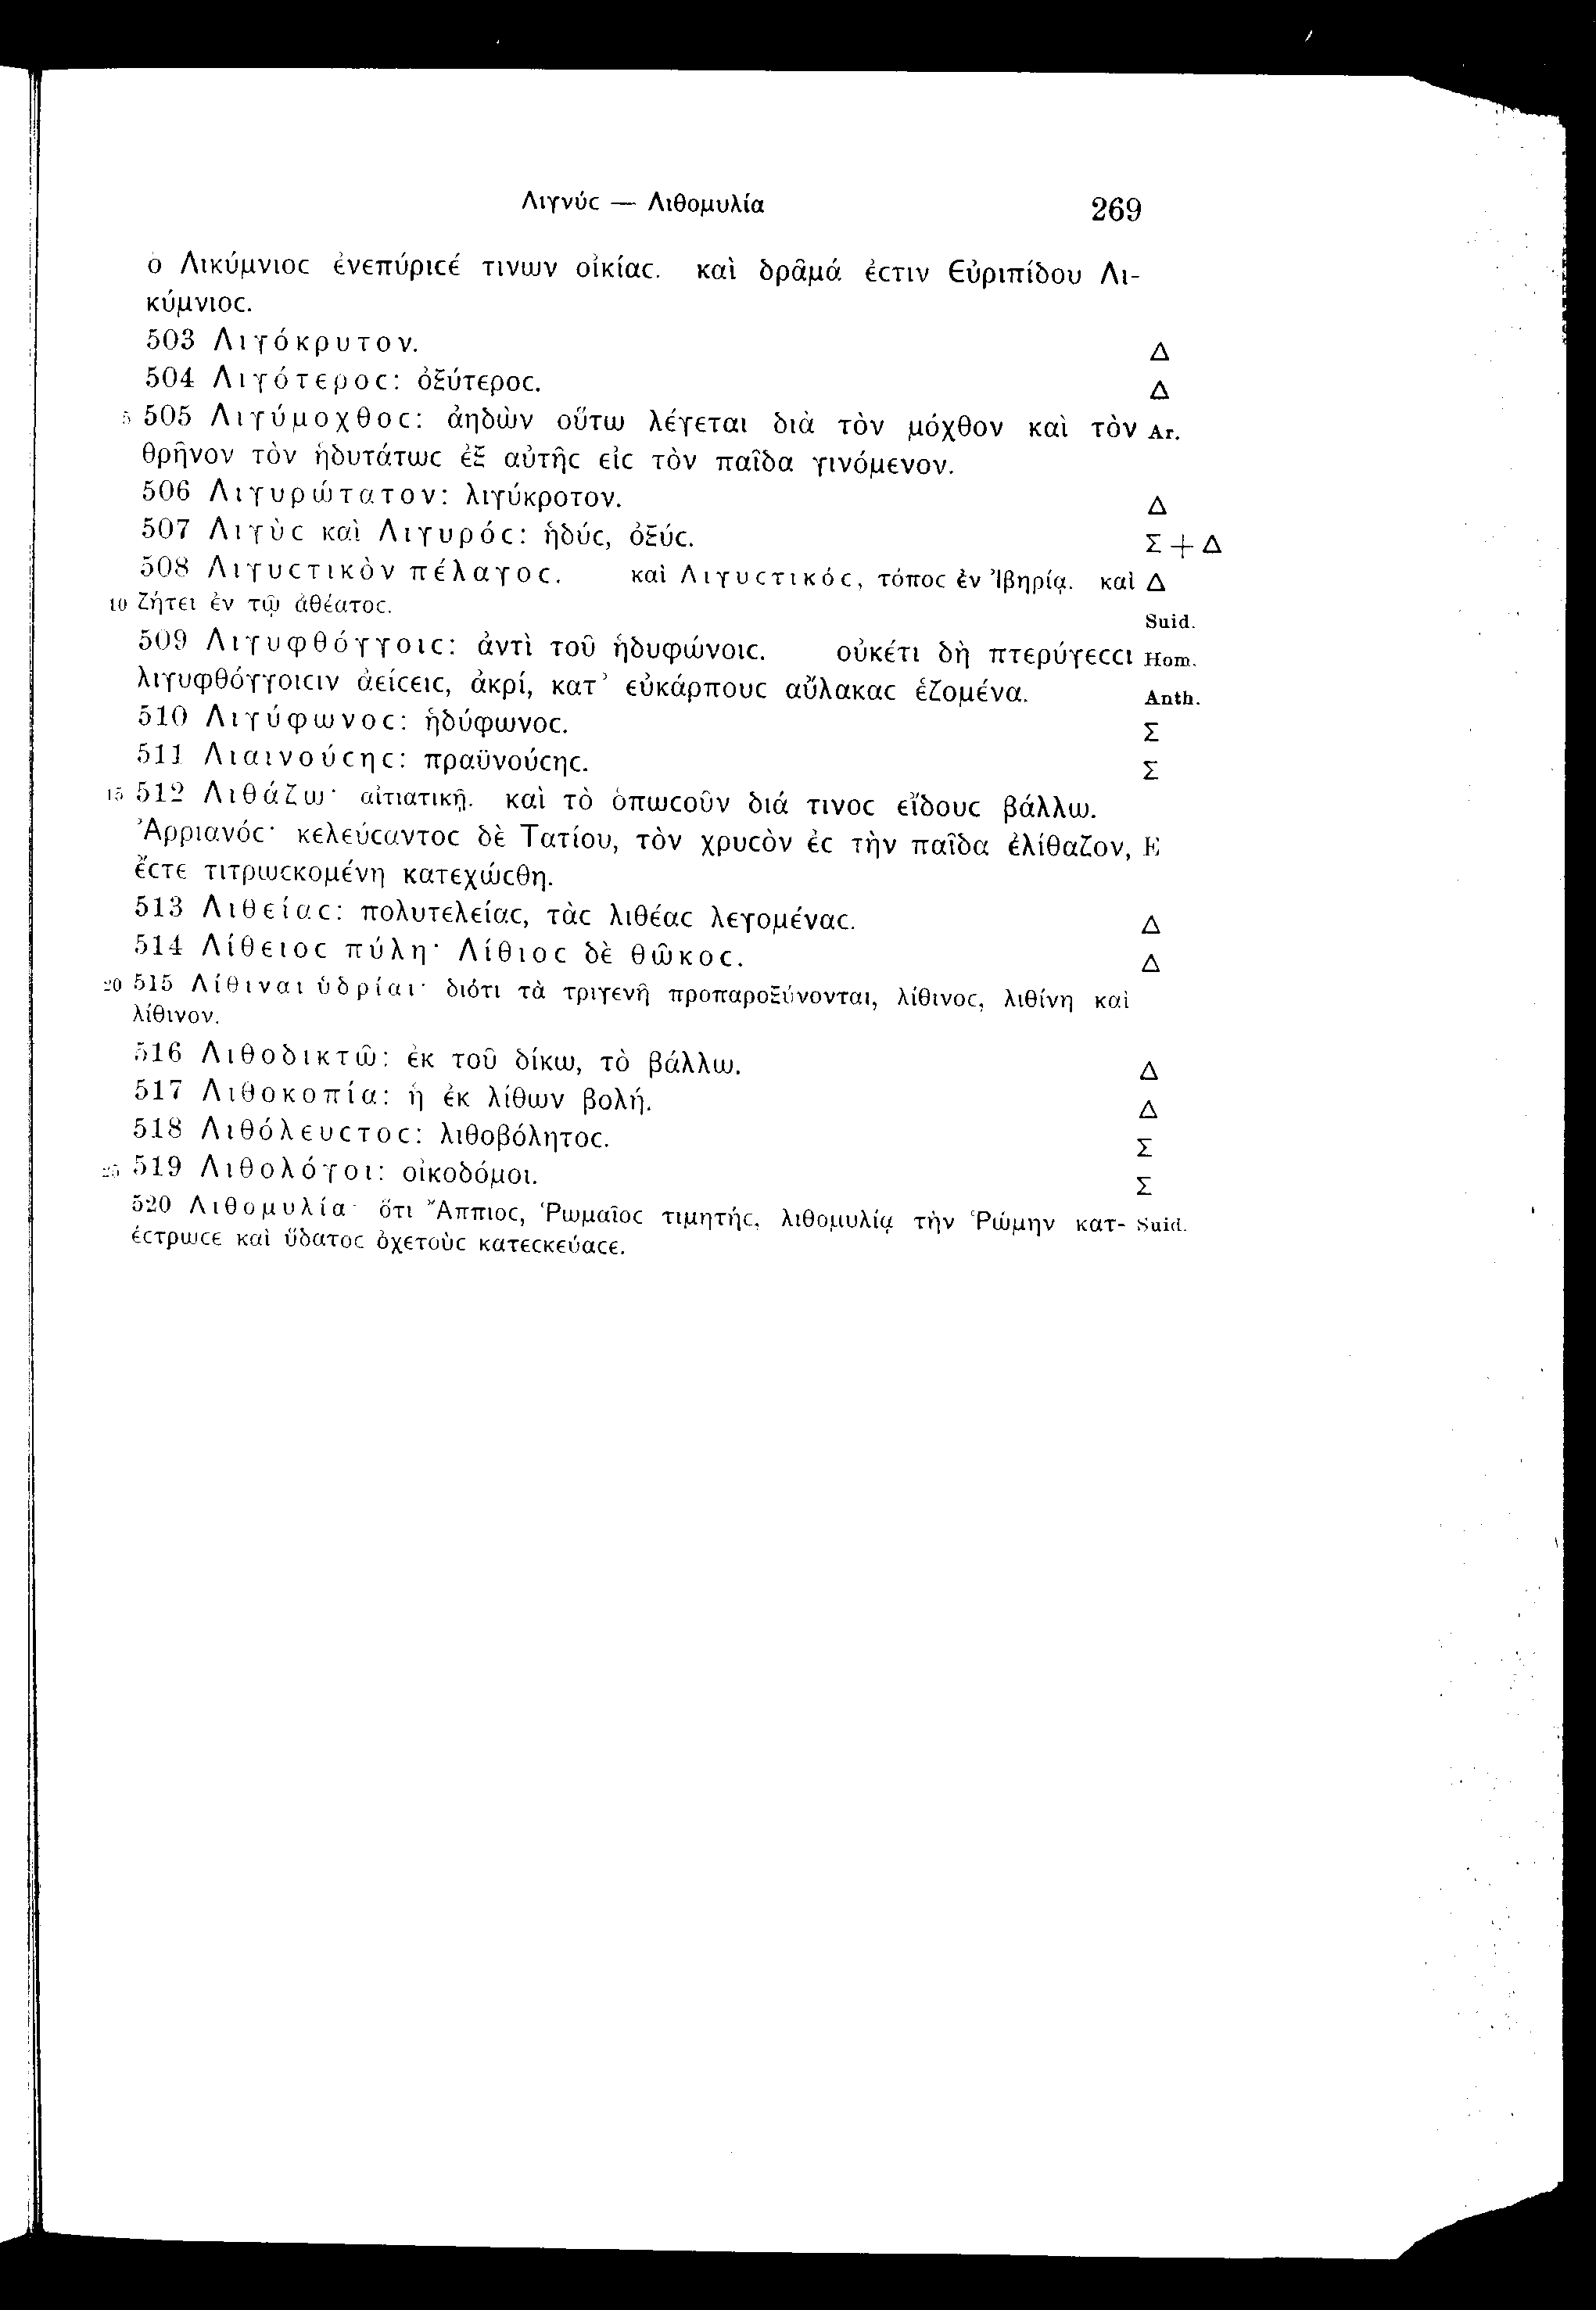 Λιγνύς — Λιθομυλία 269
ὁ Λικύμνιος ἐνεπύρισέ τινων οἰκίας. καὶ δρᾶμά ἐστιν Εὐριπίδου Λι-
κύμνιος.
503 Λιγόκρυτον. Δ
504 Λιγότερος: ὀξύτερος. Δ
5 505 Λιγύμοχθος: ἀηδὼν οὕτω λέγεται διὰ τὸν μόχθον καὶ τὸν Ar.
θρῆνον τὸν ἡδυτάτως ἐξ αὐτῆς εἰς τὸν παῖδα γινόμενον.
506 Λιγυρώτατον: λιγύκροτον. Δ
507 Λιγὺς καὶ Λιγυρός: ἡδύς, ὀξύς. Σ + Δ
508 Λιγυστικὸν πέλαγος. καὶ Λιγυστικός, τόπος ἐν Ἰβηρίᾳ. καὶ Δ
10 ζήτει ἐν τῷ ἀθέατος. Suid.
509 Λιγυφθόγγοις: ἀντὶ τοῦ ἡδυφώνοις. οὐκέτι δὴ πτερύγεσσι Hom.
λιγυφθόγγοισιν ἀείσεις, ἀκρί, κατ’ εὐκάρπους αὔλακας ἑζομένα. Anth.
510 Λιγύφωνος: ἡδύφωνος. Σ
511 Λιαινούσης: πραϋνούσης. Σ
15 512 Λιθάζω· αἰτιατικῇ. καὶ τὸ ὁπωσοῦν διά τινος εἴδους βάλλω.
Ἀρριανός· κελεύσαντος δὲ Τατίου, τὸν χρυσὸν ἐς τὴν παῖδα ἐλίθαζον, E
ἔστε τιτρωσκομένη κατεχώσθη.
513 Λιθείας: πολυτελείας, τὰς λιθέας λεγομένας. Δ
514 Λίθειος πύλη· Λίθιος δὲ θῶκος. Δ
20 515 Λίθιναι ὑδρίαι· διότι τὰ τριγενῆ προπαροξύνονται, λίθινος, λιθίνη καὶ
λίθινον.
516 Λιθοδικτῶ: ἐκ τοῦ δίκω, τὸ βάλλω. Δ
517 Λιθοκοπία: ἡ ἐκ λίθων βολή. Δ
518 Λιθόλευστος: λιθοβόλητος. Σ
25 519 Λιθολόγοι: οἰκοδόμοι. Σ
520 Λιθομυλία· ὅτι Ἄππιος, Ῥωμαῖος τιμητής, λιθομυλίᾳ τὴν Ῥώμην κατ- Suid.
έστρωσε καὶ ὕδατος ὀχετοὺς κατεσκεύασε.